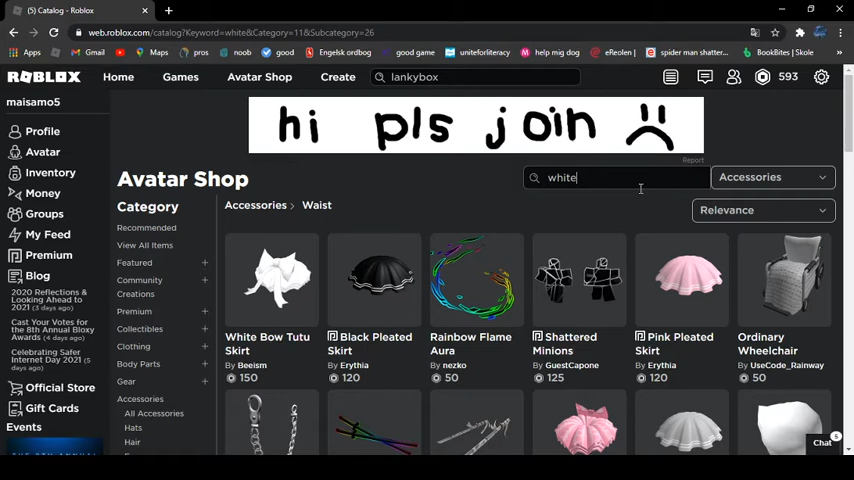 (5) Catalog - Roblox
web.roblox.com/catalog?Keyword=white&Category=11&Subcategory=26
Apps
Gmail
YouTube
Maps
pros
noob
good
Engelsk ordbog
good game
uniteforliteracy
help mig dog
eReolen
spider man shatter...
BookBites | Skole
ROBLOX
Home
Games
Avatar Shop
Create
lankybox
593
maisamo5
Profile
Avatar
Inventory
Money
Groups
My Feed
Premium
Blog
2020 Reflections &
Looking Ahead to
2021 (3 days ago)
Cast Your Votes for
the 8th Annual Bloxy
Awards (4 days ago)
Celebrating Safer
Internet Day 2021 (5
days ago)
Official Store
Gift Cards
Events
hi pls join :(
Report
Avatar Shop
white
Accessories
Category
Accessories > Waist
Relevance
Recommended
View All Items
Featured +
Community +
Creations
Premium +
Collectibles +
Clothing +
Body Parts +
Gear +
Accessories
All Accessories
Hats
Hair
White Bow Tutu
Skirt
By Beeism
150
Black Pleated
Skirt
By Erythia
120
Rainbow Flame
Aura
By nezko
50
Shattered
Minions
By GuestCapone
125
Pink Pleated
Skirt
By Erythia
120
Ordinary
Wheelchair
By UseCode_Rainway
50
Chat
5